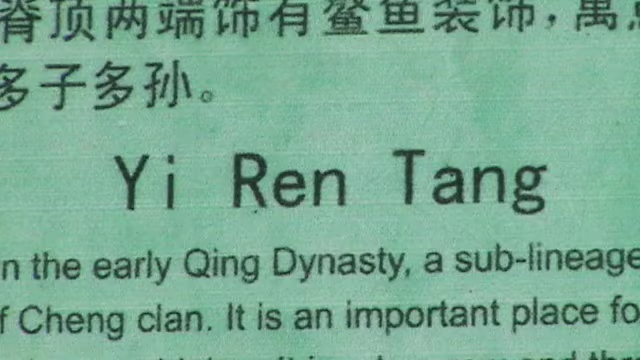 脊顶两端饰有鳌鱼装饰，寓意
多子多孙。
Yi Ren Tang
n the early Qing Dynasty, a sub-lineage
f Cheng clan. It is an important place fo